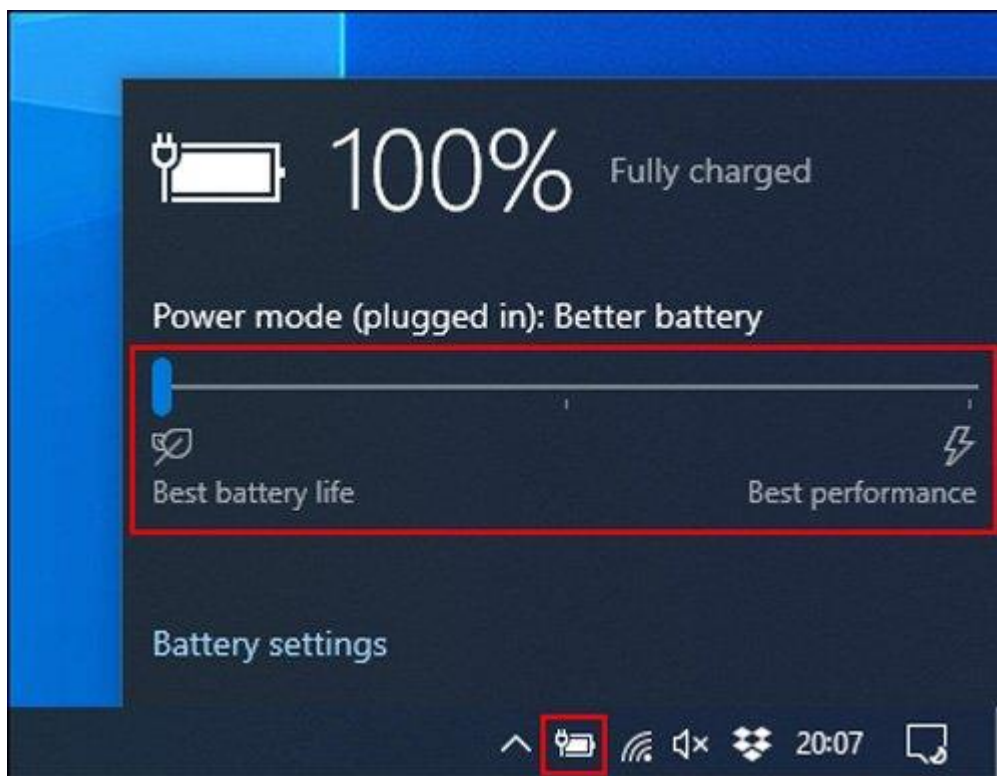 100% Fully charged
Power mode (plugged in): Better battery
Best battery life Best performance
Battery settings
20:07